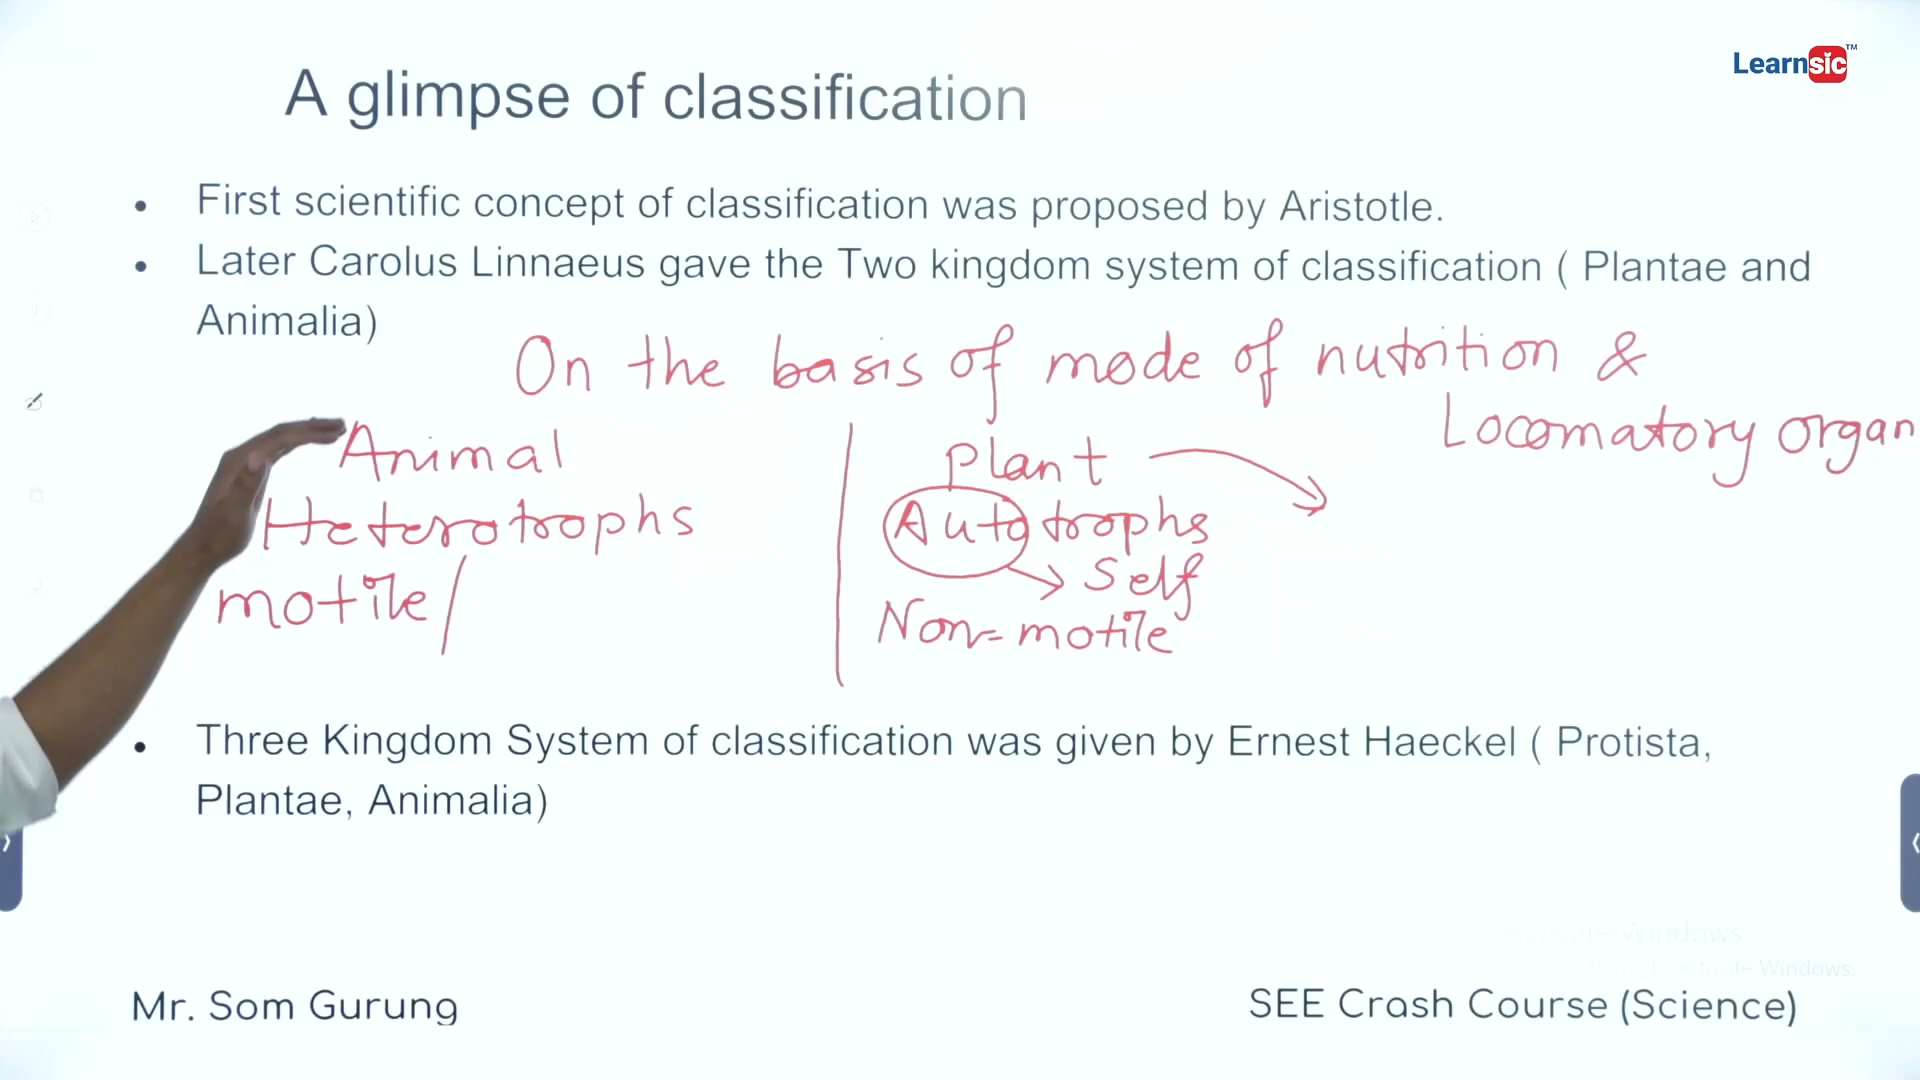 Learnsic™
A glimpse of classification
• First scientific concept of classification was proposed by Aristotle.
• Later Carolus Linnaeus gave the Two kingdom system of classification ( Plantae and
Animalia)
On the basis of mode of nutrition &
Locomatory organ
Animal
Heterotrophs
motile/
plant
Autotrophs
→ Self
Non-motile
• Three Kingdom System of classification was given by Ernest Haeckel ( Protista,
Plantae, Animalia)
Windows
Windows.
Mr. Som Gurung
SEE Crash Course (Science)